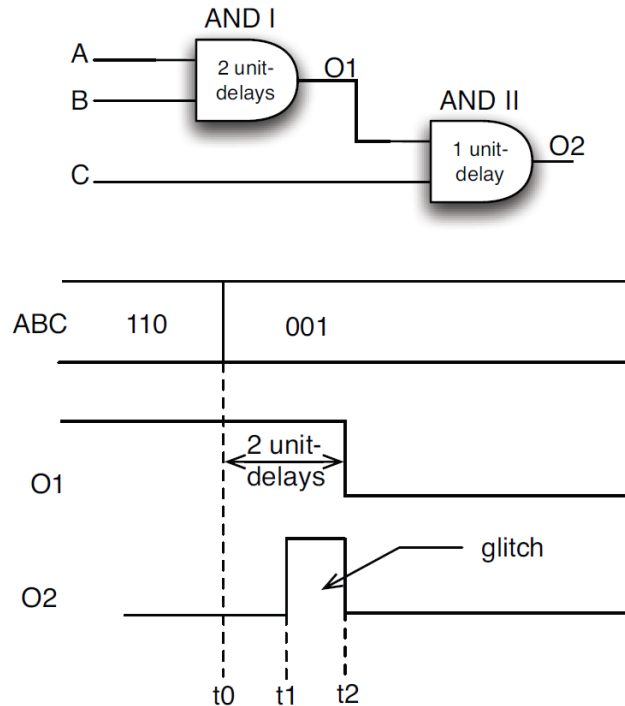 AND I
A
2 unit-
delays
O1
B
AND II
1 unit-
delay
O2
C
ABC 110 001
2 unit-
delays
O1
glitch
O2
t0 t1 t2